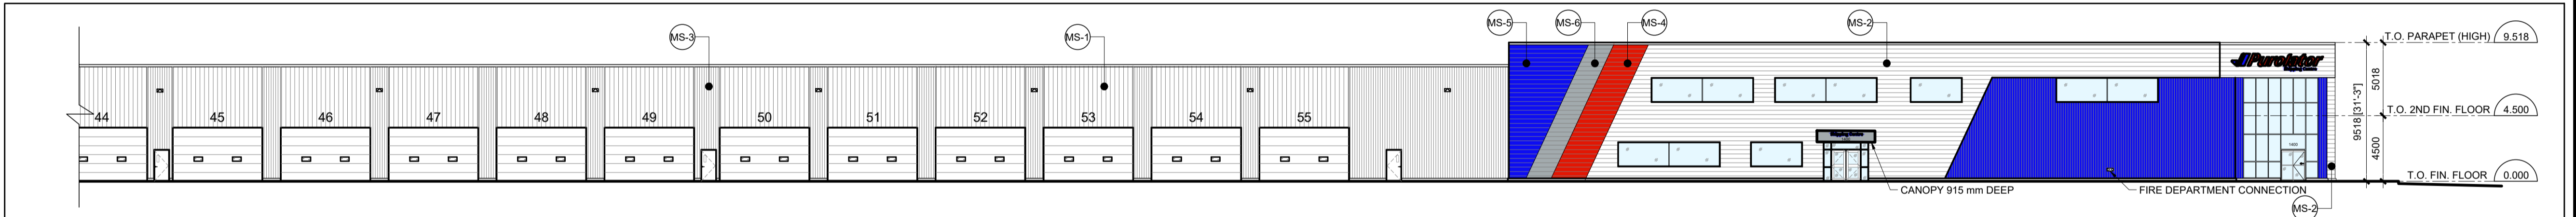 MS-3
MS-1
MS-5
MS-6
MS-4
MS-2
T.O. PARAPET (HIGH) 9.518
Purolator
5018
T.O. 2ND FIN. FLOOR 4.500
9518 [31'-3"]
4500
44 45 46 47 48 49 50 51 52 53 54 55
1400
T.O. FIN. FLOOR 0.000
CANOPY 915 mm DEEP
FIRE DEPARTMENT CONNECTION
MS-2